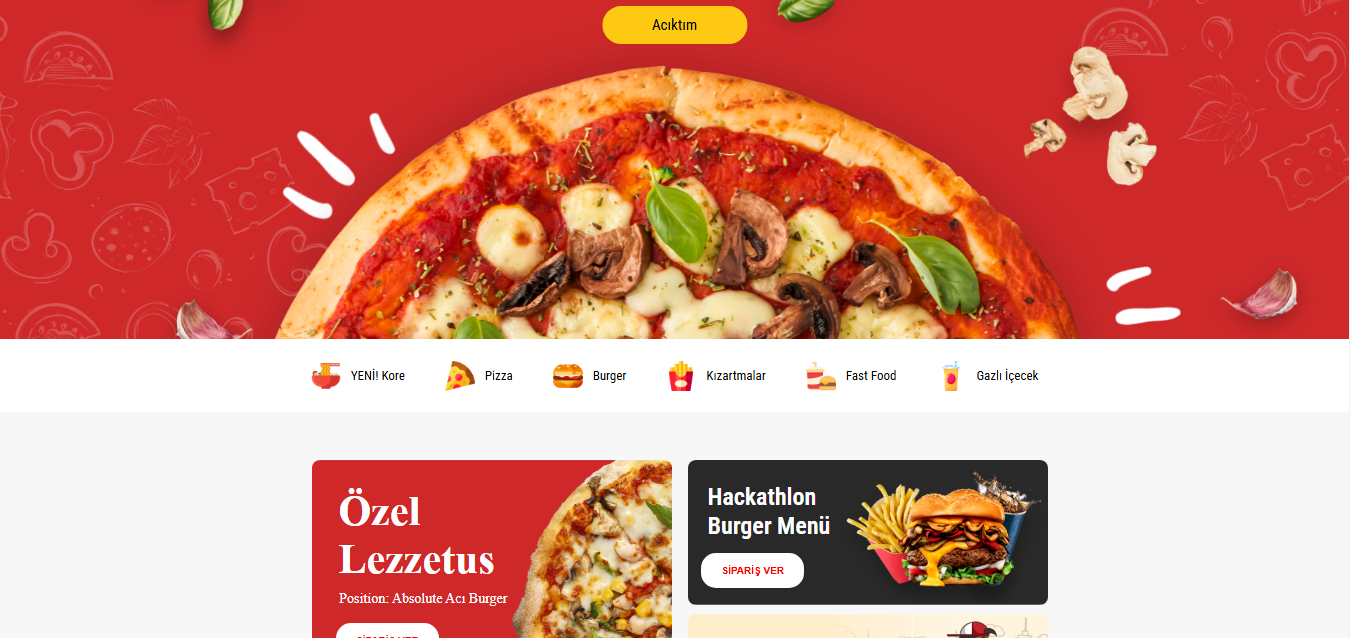 Acıktım
YENİ! Kore
Pizza
Burger
Kızartmalar
Fast Food
Gazlı İçecek
Özel
Lezzetus
Position: Absolute Acı Burger
Hackathlon
Burger Menü
SİPARİŞ VER